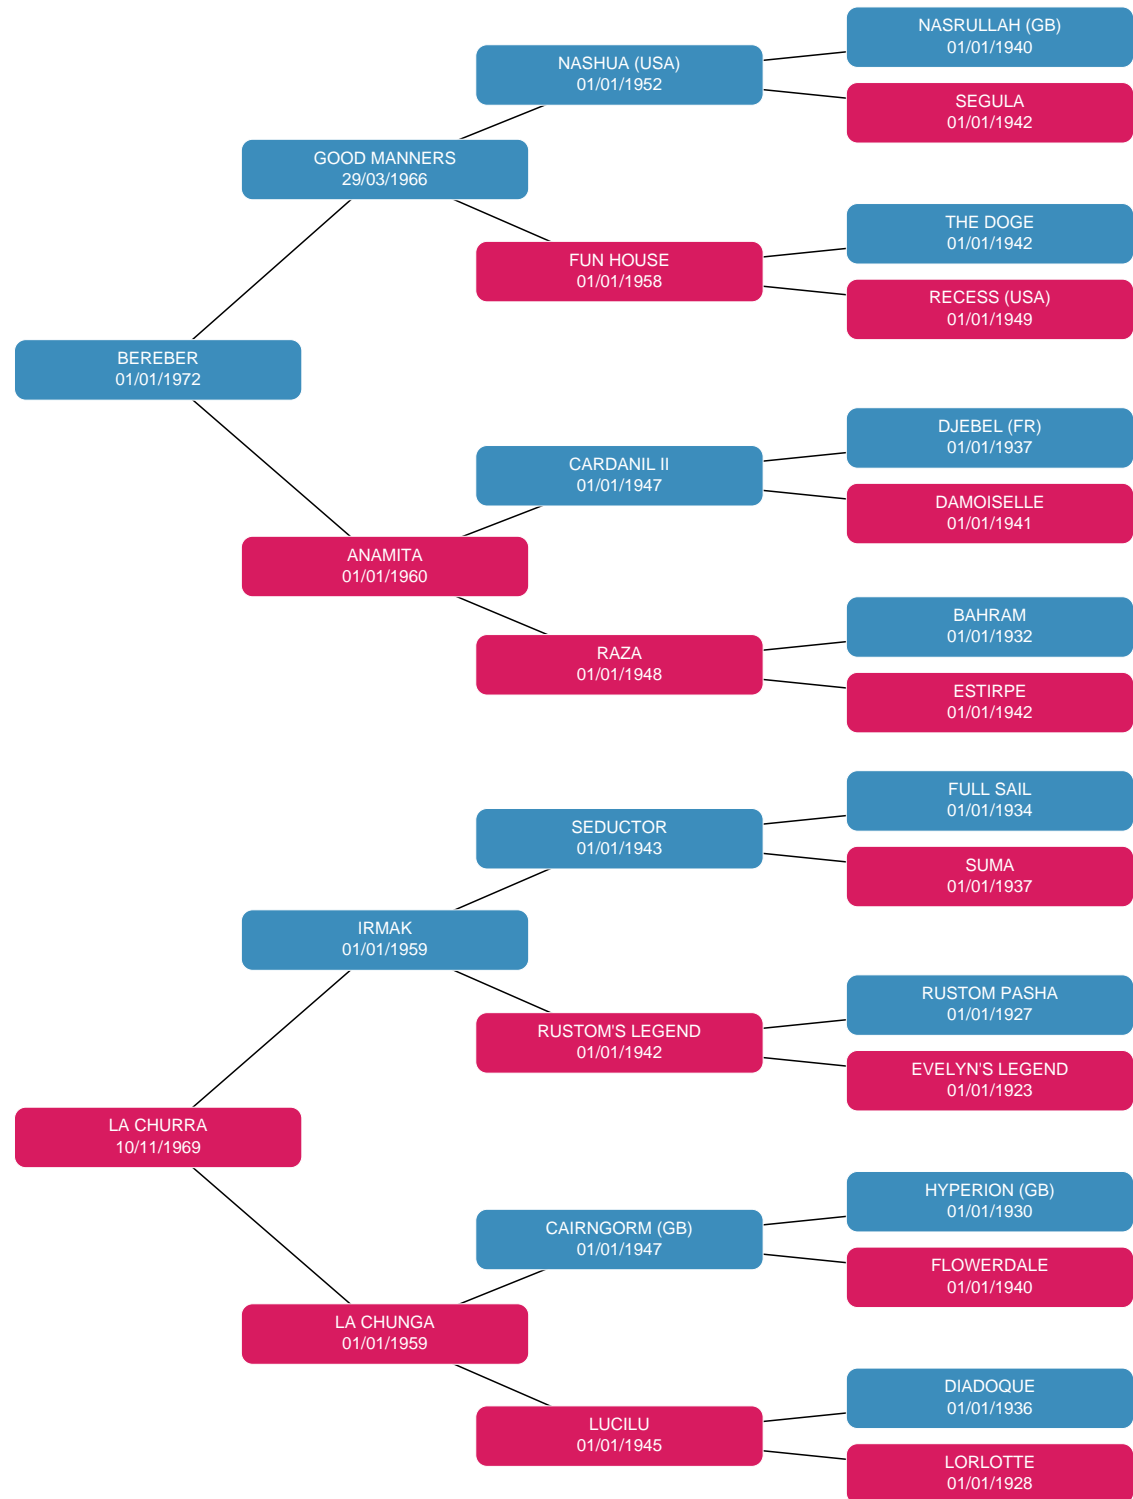 NASRULLAH (GB)
01/01/1940
NASHUA (USA)
01/01/1952
SEGULA
01/01/1942
GOOD MANNERS
29/03/1966
THE DOGE
01/01/1942
FUN HOUSE
01/01/1958
RECESS (USA)
01/01/1949
BEREBER
01/01/1972
DJEBEL (FR)
01/01/1937
CARDANIL II
01/01/1947
DAMOISELLE
01/01/1941
ANAMITA
01/01/1960
BAHRAM
01/01/1932
RAZA
01/01/1948
ESTIRPE
01/01/1942
FULL SAIL
01/01/1934
SEDUCTOR
01/01/1943
SUMA
01/01/1937
IRMAK
01/01/1959
RUSTOM PASHA
01/01/1927
RUSTOM'S LEGEND
01/01/1942
EVELYN'S LEGEND
01/01/1923
LA CHURRA
10/11/1969
HYPERION (GB)
01/01/1930
CAIRNGORM (GB)
01/01/1947
FLOWERDALE
01/01/1940
LA CHUNGA
01/01/1959
DIADOQUE
01/01/1936
LUCILU
01/01/1945
LORLOTTE
01/01/1928